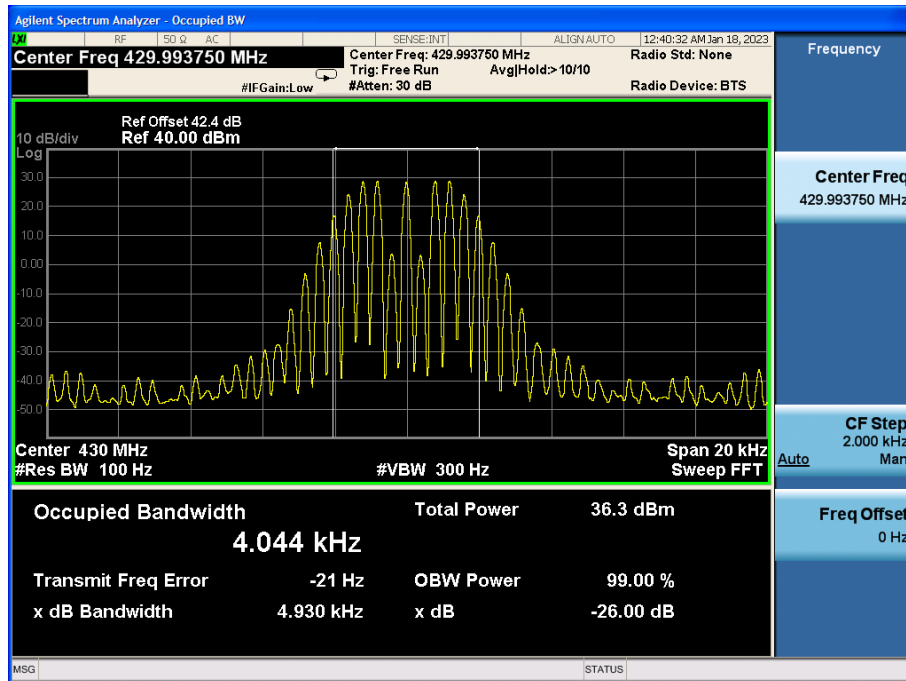 Agilent Spectrum Analyzer - Occupied BW
LXI RF 50 Ω AC SENSE:INT ALIGN AUTO 12:40:32 AM Jan 18, 2023
Center Freq 429.993750 MHz
Center Freq: 429.993750 MHz Radio Std: None
Trig: Free Run Avg|Hold:>10/10
#IFGain:Low #Atten: 30 dB Radio Device: BTS
Frequency
Ref Offset 42.4 dB
10 dB/div Ref 40.00 dBm
Log
30.0
20.0
10.0
0.00
-10.0
-20.0
-30.0
-40.0
-50.0
Center 430 MHz Span 20 kHz
#Res BW 100 Hz #VBW 300 Hz Sweep FFT
Occupied Bandwidth Total Power 36.3 dBm
4.044 kHz
Transmit Freq Error -21 Hz OBW Power 99.00 %
x dB Bandwidth 4.930 kHz x dB -26.00 dB
Center Freq
429.993750 MHz
CF Step
2.000 kHz
Auto Man
Freq Offset
0 Hz
MSG STATUS